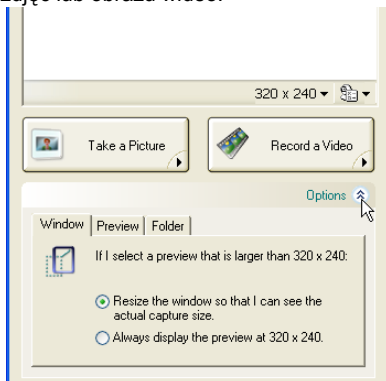 320 x 240
Take a Picture Record a Video
Options
Window Preview Folder
If I select a preview that is larger than 320 x 240:
Resize the window so that I can see the
actual capture size.
Always display the preview at 320 x 240.